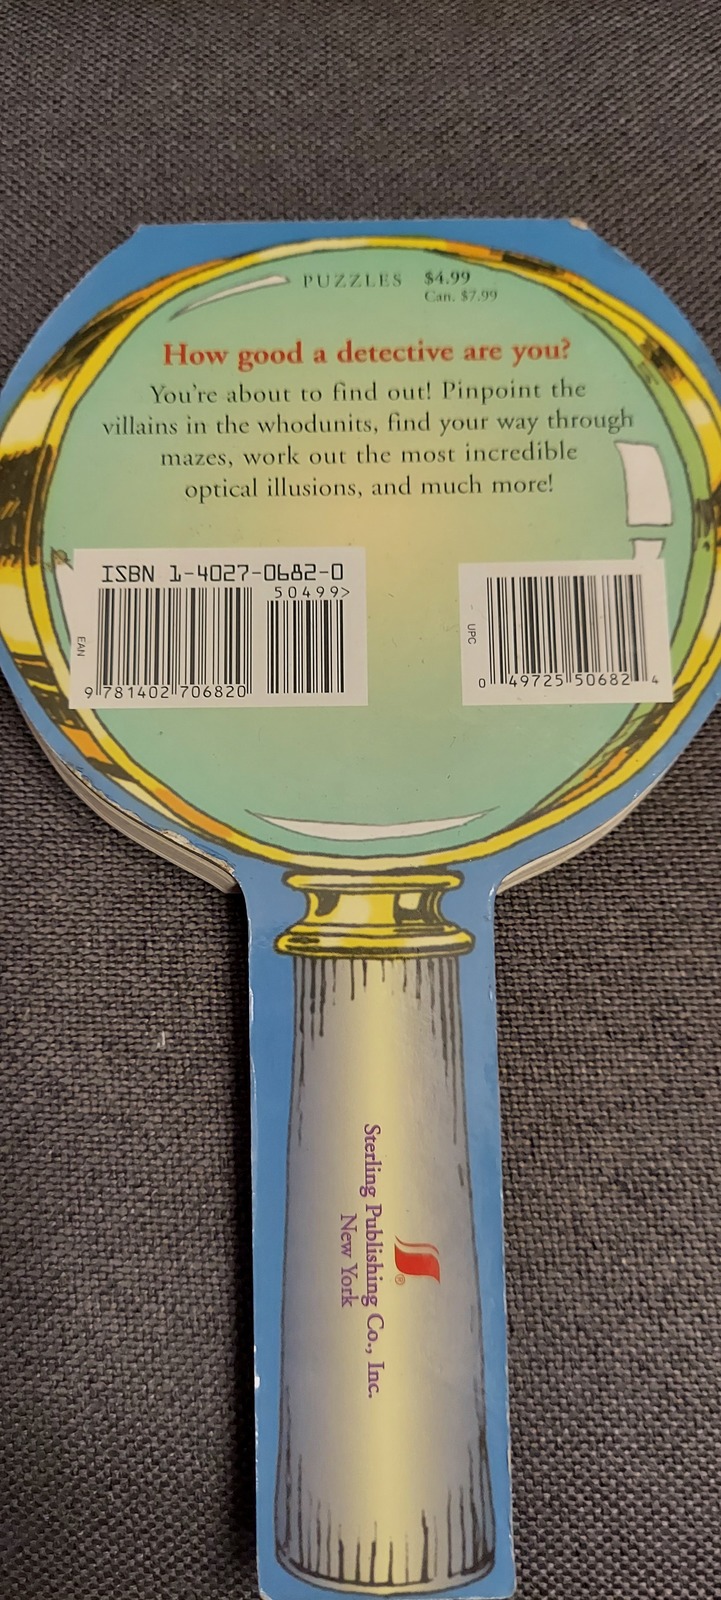 PUZZLES $4.99
Can. $7.99
How good a detective are you?
You're about to find out! Pinpoint the
villains in the whodunits, find your way through
mazes, work out the most incredible
optical illusions, and much more!
ISBN 1-4027-0682-0
50499>
EAN
9 781402 706820
UPC
0 49725 50682 4
®
Sterling Publishing Co., Inc.
New York